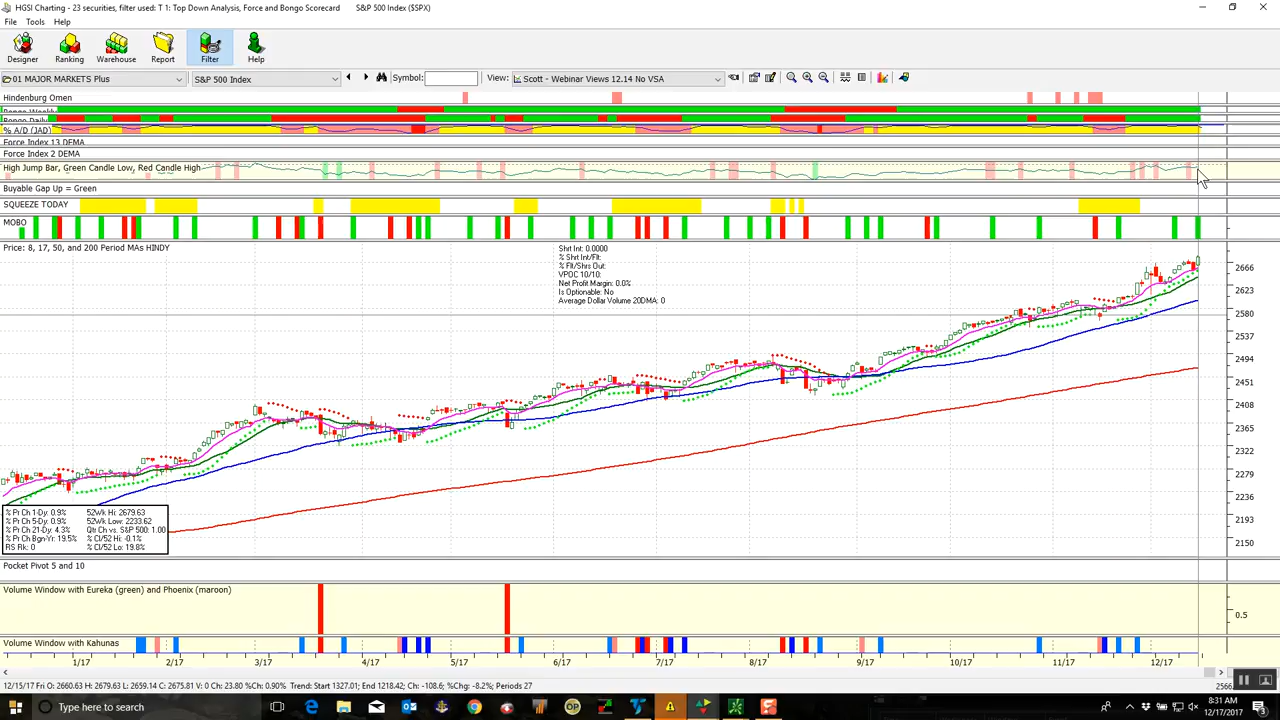 HGSI Charting - 23 securities, filter used: T 1: Top Down Analysis, Force and Bongo Scorecard S&P 500 Index ($SPX)
File Tools Help
Designer Ranking Warehouse Report Filter Help
01 MAJOR MARKETS Plus S&P 500 Index Symbol: View: Scott - Webinar Views 12.14 No VSA
Hindenburg Omen
Bongo Weekly
Bongo Daily
% A/D (JAD)
Force Index 13 DEMA
Force Index 2 DEMA
High Jump Bar, Green Candle Low, Red Candle High
Buyable Gap Up = Green
SQUEEZE TODAY
MOBO
Price: 8, 17, 50, and 200 Period MAs HINDY
Shrt Int: 0.0000
% Shrt Int/Flt:
% Flt/Shrs Out:
VPOC 10/10:
Net Profit Margin: 0.0%
Is Optionable: No
Average Dollar Volume 20DMA: 0
2666
2623
2580
2537
2494
2451
2408
2365
2322
2279
2236
2193
2150
% Pr Ch 1-Dy: 0.9% 52Wk Hi: 2679.63
% Pr Ch 5-Dy: 0.9% 52Wk Low: 2233.62
% Pr Ch 21-Dy: 4.3% Qtr Ch vs. S&P 500: 1.00
% Pr Ch Bgn-Yr: 19.5% % Cl/52 Hi: -0.1%
RS Rk: 0 % Cl/52 Lo: 19.8%
Pocket Pivot 5 and 10
Volume Window with Eureka (green) and Phoenix (maroon)
0.5
Volume Window with Kahunas
1/17 2/17 3/17 4/17 5/17 6/17 7/17 8/17 9/17 10/17 11/17 12/17
12/15/17 Fri O: 2660.63 H: 2679.63 L: 2659.14 C: 2675.81 V: 0 Ch: 23.80 %Ch: 0.90% Trend: Start 1327.01; End 1218.42; Ch: -108.6; %Chg: -8.2%; Periods 27
Type here to search
8:31 AM
12/17/2017